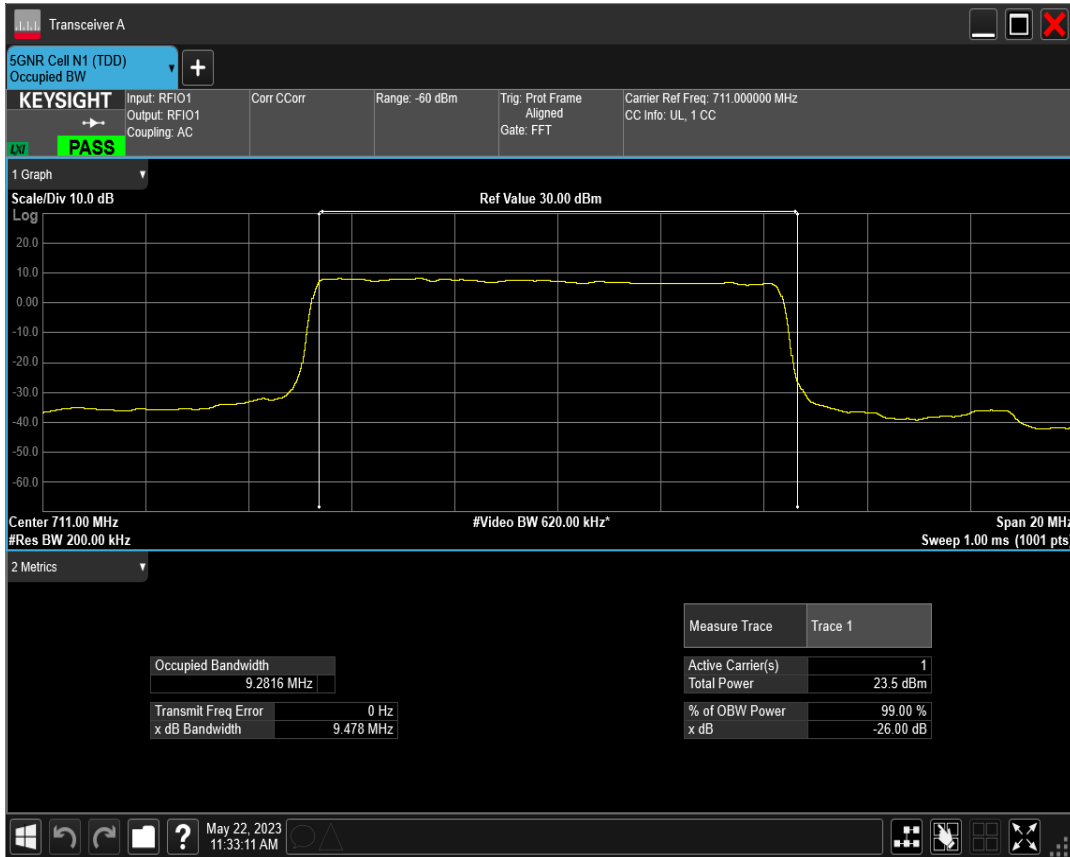 Transceiver A
5GNR Cell N1 (TDD)
Occupied BW
+
KEYSIGHT
LXI
PASS
Input: RFIO1
Output: RFIO1
Coupling: AC
Corr CCorr
Range: -60 dBm
Trig: Prot Frame
Aligned
Gate: FFT
Carrier Ref Freq: 711.000000 MHz
CC Info: UL, 1 CC
1 Graph
Scale/Div 10.0 dB
Ref Value 30.00 dBm
Log
20.0
10.0
0.00
-10.0
-20.0
-30.0
-40.0
-50.0
-60.0
Center 711.00 MHz
#Video BW 620.00 kHz*
Span 20 MHz
#Res BW 200.00 kHz
Sweep 1.00 ms (1001 pts)
2 Metrics
Measure Trace Trace 1
Occupied Bandwidth
9.2816 MHz
Active Carrier(s) 1
Total Power 23.5 dBm
Transmit Freq Error 0 Hz
x dB Bandwidth 9.478 MHz
% of OBW Power 99.00 %
x dB -26.00 dB
?
May 22, 2023
11:33:11 AM